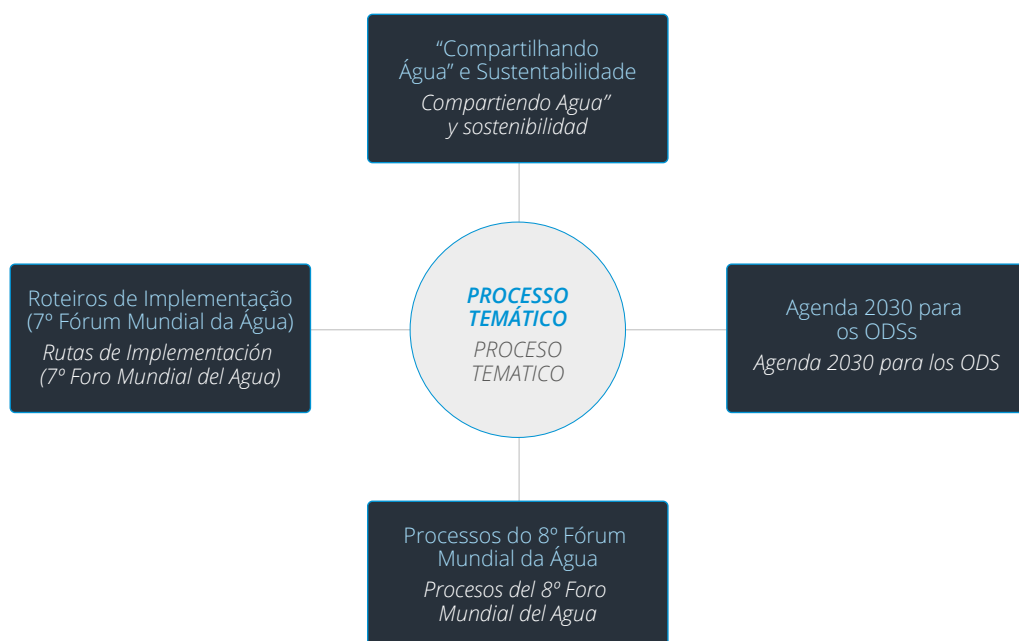 “Compartilhando
Água” e Sustentabilidade
Compartiendo Agua”
y sostenibilidad
Roteiros de Implementação
(7º Fórum Mundial da Água)
Rutas de Implementación
(7º Foro Mundial del Agua)
PROCESSO
TEMÁTICO
PROCESO
TEMATICO
Agenda 2030 para
os ODSs
Agenda 2030 para los ODS
Processos do 8º Fórum
Mundial da Água
Procesos del 8º Foro
Mundial del Agua